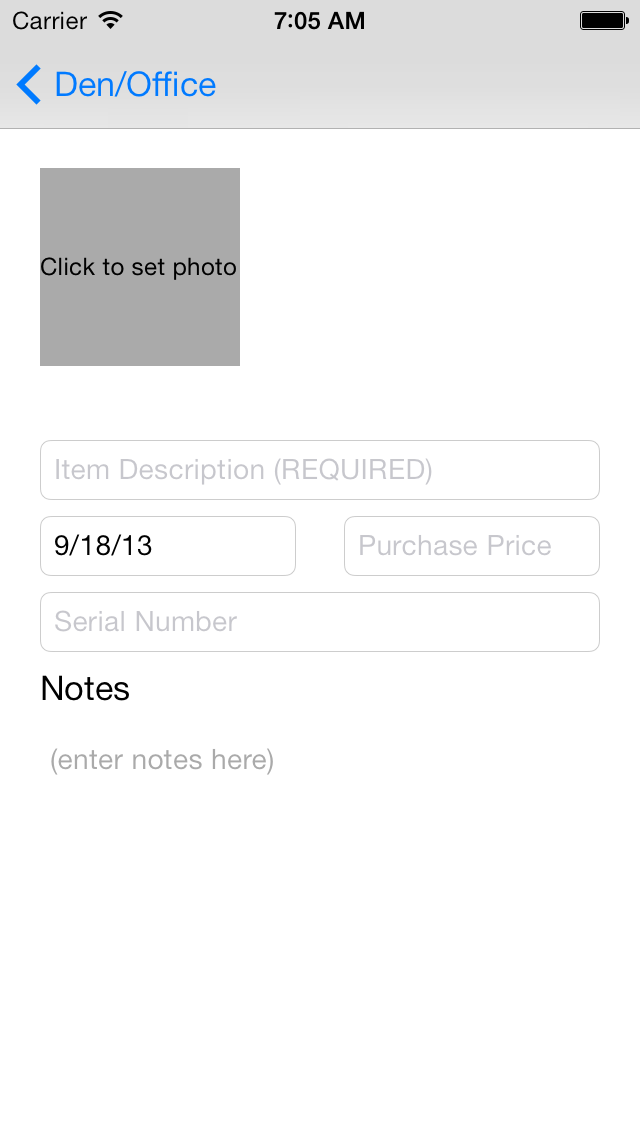 Carrier 7:05 AM
Den/Office
Click to set photo
Item Description (REQUIRED)
9/18/13 Purchase Price
Serial Number
Notes
(enter notes here)